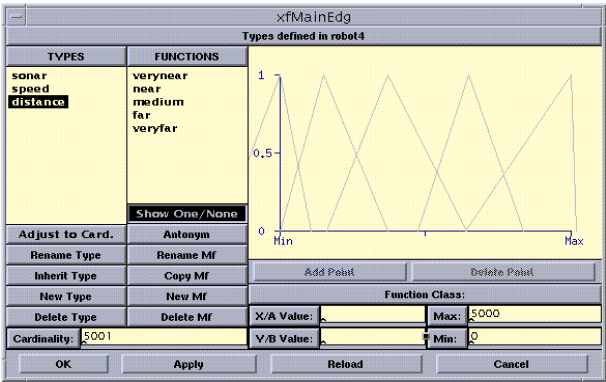 xfMainEdg
Types defined in robot4
TYPES FUNCTIONS
sonar verynear
speed near
distance medium
far
veryfar
1
0.5
0
Min Max
Show One/None
Adjust to Card. Antonym
Rename Type Rename Mf
Inherit Type Copy Mf
New Type New Mf
Delete Type Delete Mf
Add Point Delete Point
Function Class:
X/A Value: Max: 5000
Cardinality: 5001 Y/B Value: Min: 0
OK Apply Reload Cancel